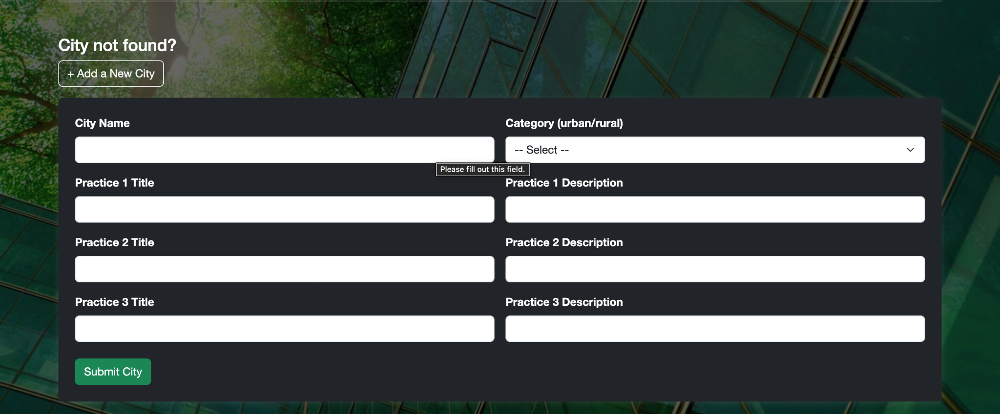 City not found?
+ Add a New City
City Name
Category (urban/rural)
-- Select --
Please fill out this field.
Practice 1 Title
Practice 1 Description
Practice 2 Title
Practice 2 Description
Practice 3 Title
Practice 3 Description
Submit City